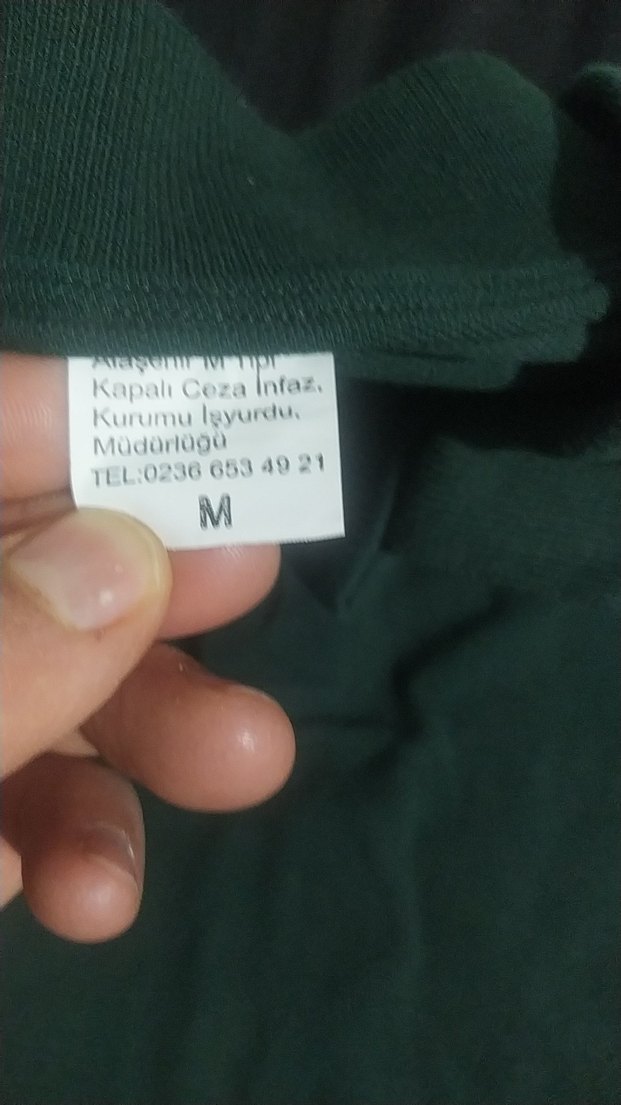 Alaşehir M Tipi
Kapalı Ceza İnfaz.
Kurumu İşyurdu.
Müdürlüğü
TEL:0236 653 49 21
M